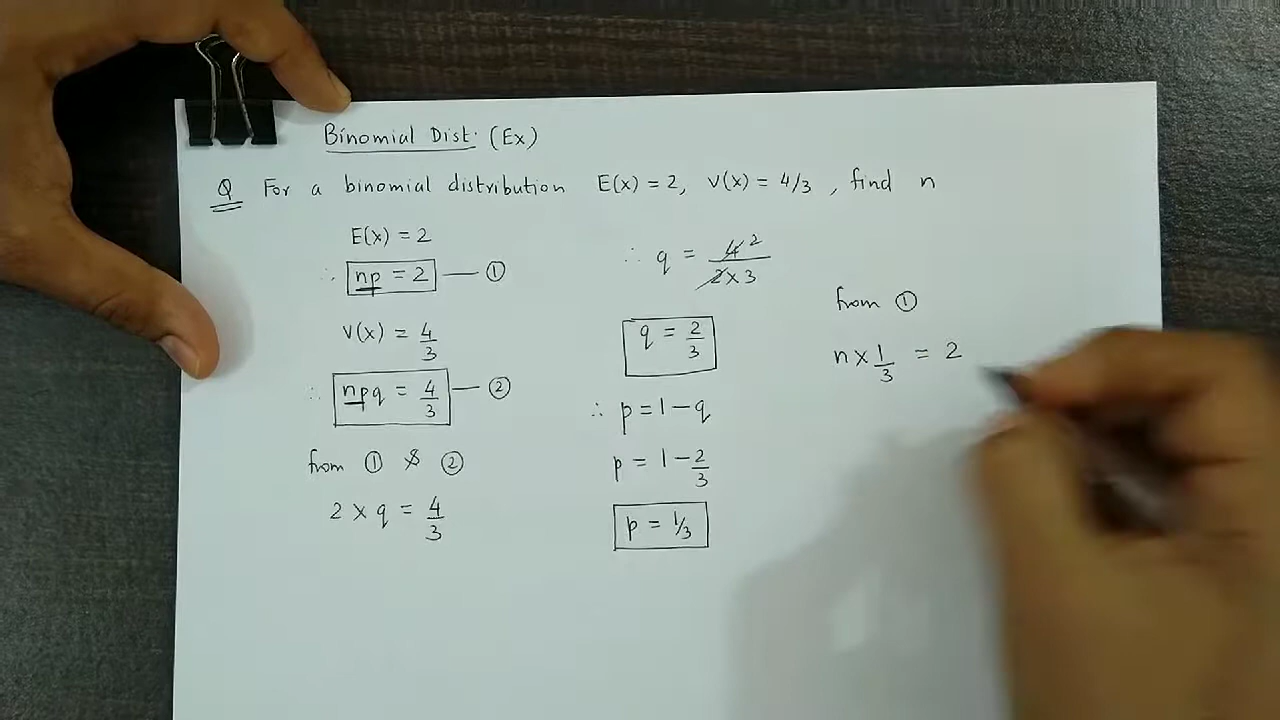 Binomial Dist. (Ex)
Q For a binomial distribution E(x) = 2, V(x) = 4/3 , find n
E(x) = 2
∴ np = 2 —— ①
V(x) = 4/3
∴ npq = 4/3 —— ②
from ① & ②
2 × q = 4/3
∴ q = 4 2 / 2×3
q = 2/3
∴ p = 1 − q
p = 1 − 2/3
p = 1/3
from ①
n × 1/3 = 2